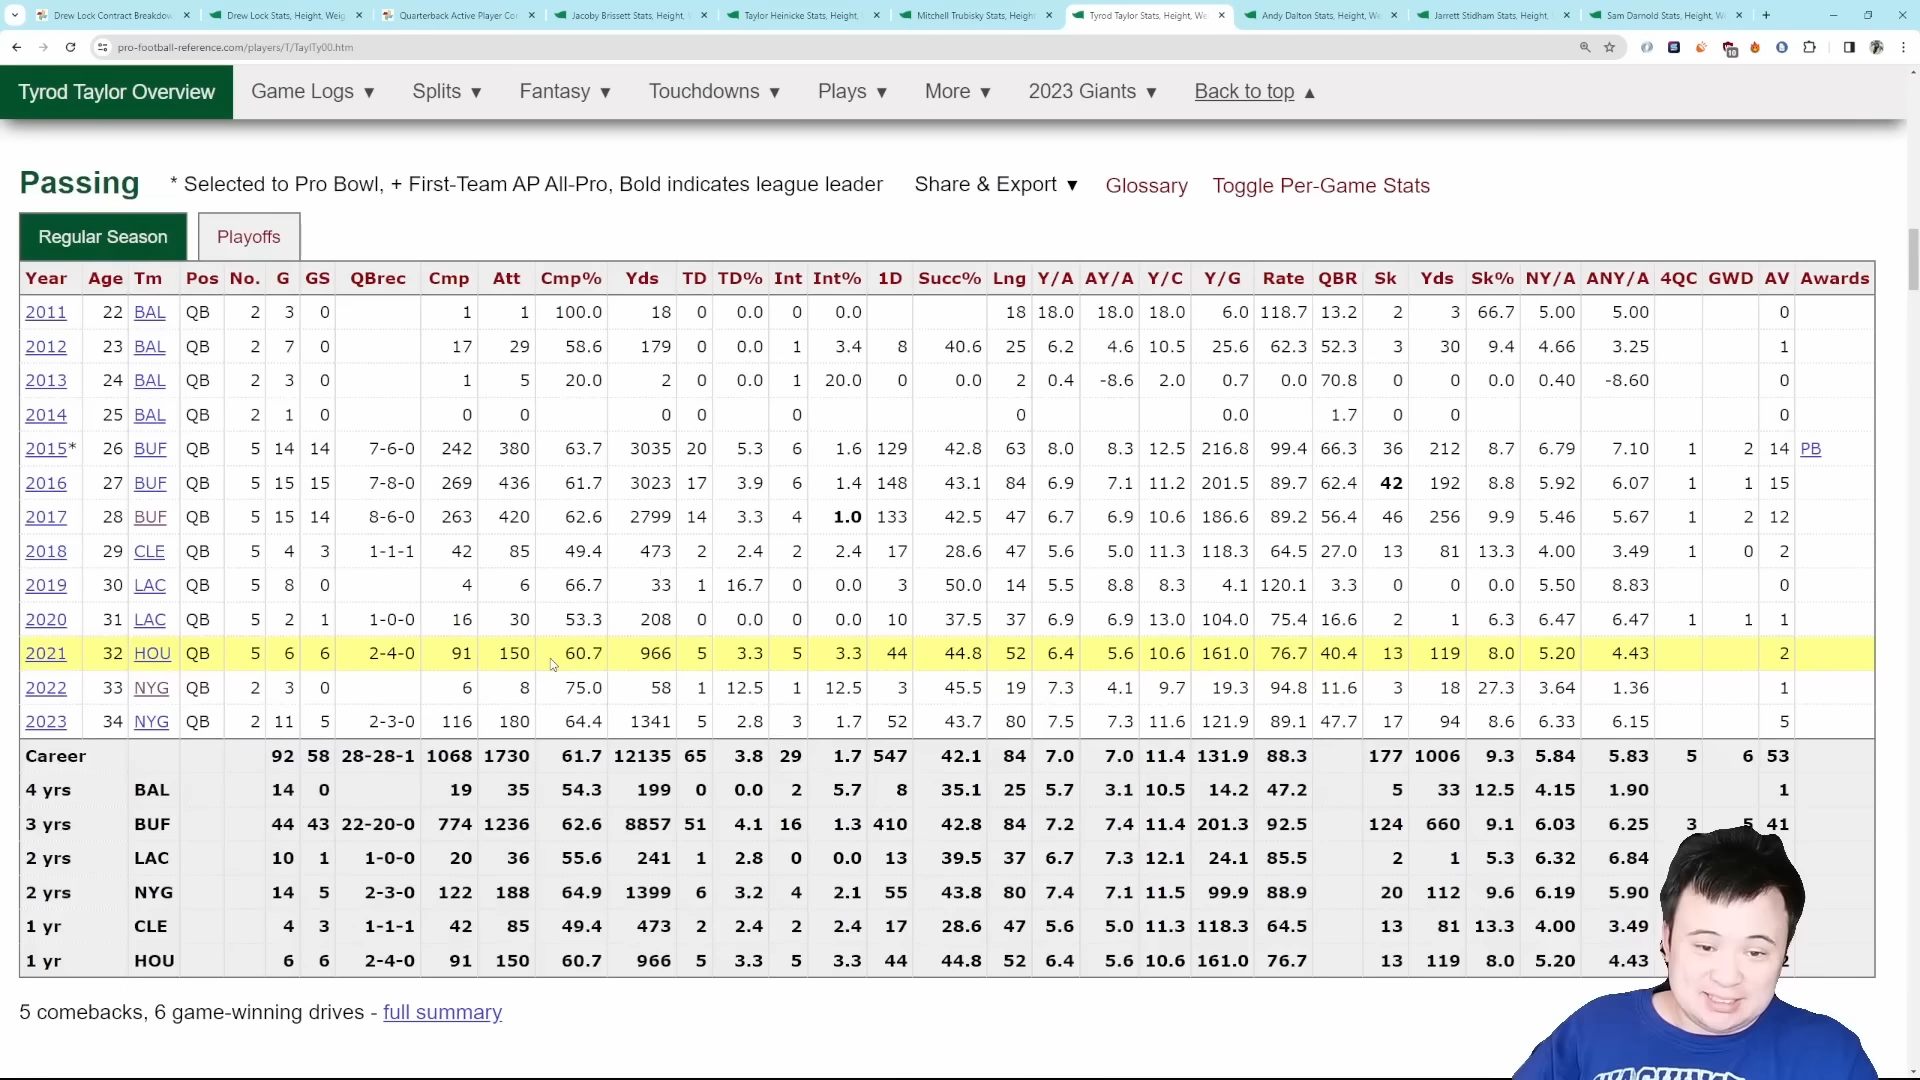 Drew Lock Contract Breakdow
Drew Lock Stats, Height, Weig
Quarterback Active Player Co
Jacoby Brissett Stats, Height,
Taylor Heinicke Stats, Height,
Mitchell Trubisky Stats, Height
Tyrod Taylor Stats, Height, We
Andy Dalton Stats, Height, We
Jarrett Stidham Stats, Height,
Sam Darnold Stats, Height, W
pro-football-reference.com/players/T/TaylTy00.htm
Tyrod Taylor Overview Game Logs ▼ Splits ▼ Fantasy ▼ Touchdowns ▼ Plays ▼ More ▼ 2023 Giants ▼ Back to top ▲
Passing * Selected to Pro Bowl, + First-Team AP All-Pro, Bold indicates league leader Share & Export ▼ Glossary Toggle Per-Game Stats
Regular Season Playoffs
Year Age Tm Pos No. G GS QBrec Cmp Att Cmp% Yds TD TD% Int Int% 1D Succ% Lng Y/A AY/A Y/C Y/G Rate QBR Sk Yds Sk% NY/A ANY/A 4QC GWD AV Awards
2011 22 BAL QB 2 3 0 1 1 100.0 18 0 0.0 0 0.0 18 18.0 18.0 18.0 6.0 118.7 13.2 2 3 66.7 5.00 5.00 0
2012 23 BAL QB 2 7 0 17 29 58.6 179 0 0.0 1 3.4 8 40.6 25 6.2 4.6 10.5 25.6 62.3 52.3 3 30 9.4 4.66 3.25 1
2013 24 BAL QB 2 3 0 1 5 20.0 2 0 0.0 1 20.0 0 0.0 2 0.4 -8.6 2.0 0.7 0.0 70.8 0 0 0.0 0.40 -8.60 0
2014 25 BAL QB 2 1 0 0 0 0 0 0 0 0.0 1.7 0 0 0
2015* 26 BUF QB 5 14 14 7-6-0 242 380 63.7 3035 20 5.3 6 1.6 129 42.8 63 8.0 8.3 12.5 216.8 99.4 66.3 36 212 8.7 6.79 7.10 1 2 14 PB
2016 27 BUF QB 5 15 15 7-8-0 269 436 61.7 3023 17 3.9 6 1.4 148 43.1 84 6.9 7.1 11.2 201.5 89.7 62.4 42 192 8.8 5.92 6.07 1 1 15
2017 28 BUF QB 5 15 14 8-6-0 263 420 62.6 2799 14 3.3 4 1.0 133 42.5 47 6.7 6.9 10.6 186.6 89.2 56.4 46 256 9.9 5.46 5.67 1 2 12
2018 29 CLE QB 5 4 3 1-1-1 42 85 49.4 473 2 2.4 2 2.4 17 28.6 47 5.6 5.0 11.3 118.3 64.5 27.0 13 81 13.3 4.00 3.49 1 0 2
2019 30 LAC QB 5 8 0 4 6 66.7 33 1 16.7 0 0.0 3 50.0 14 5.5 8.8 8.3 4.1 120.1 3.3 0 0 0.0 5.50 8.83 0
2020 31 LAC QB 5 2 1 1-0-0 16 30 53.3 208 0 0.0 0 0.0 10 37.5 37 6.9 6.9 13.0 104.0 75.4 16.6 2 1 6.3 6.47 6.47 1 1 1
2021 32 HOU QB 5 6 6 2-4-0 91 150 60.7 966 5 3.3 5 3.3 44 44.8 52 6.4 5.6 10.6 161.0 76.7 40.4 13 119 8.0 5.20 4.43 2
2022 33 NYG QB 2 3 0 6 8 75.0 58 1 12.5 1 12.5 3 45.5 19 7.3 4.1 9.7 19.3 94.8 11.6 3 18 27.3 3.64 1.36 1
2023 34 NYG QB 2 11 5 2-3-0 116 180 64.4 1341 5 2.8 3 1.7 52 43.7 80 7.5 7.3 11.6 121.9 89.1 47.7 17 94 8.6 6.33 6.15 5
Career 92 58 28-28-1 1068 1730 61.7 12135 65 3.8 29 1.7 547 42.1 84 7.0 7.0 11.4 131.9 88.3 177 1006 9.3 5.84 5.83 5 6 53
4 yrs BAL 14 0 19 35 54.3 199 0 0.0 2 5.7 8 35.1 25 5.7 3.1 10.5 14.2 47.2 5 33 12.5 4.15 1.90 1
3 yrs BUF 44 43 22-20-0 774 1236 62.6 8857 51 4.1 16 1.3 410 42.8 84 7.2 7.4 11.4 201.3 92.5 124 660 9.1 6.03 6.25 3 5 41
2 yrs LAC 10 1 1-0-0 20 36 55.6 241 1 2.8 0 0.0 13 39.5 37 6.7 7.3 12.1 24.1 85.5 2 1 5.3 6.32 6.84
2 yrs NYG 14 5 2-3-0 122 188 64.9 1399 6 3.2 4 2.1 55 43.8 80 7.4 7.1 11.5 99.9 88.9 20 112 9.6 6.19 5.90
1 yr CLE 4 3 1-1-1 42 85 49.4 473 2 2.4 2 2.4 17 28.6 47 5.6 5.0 11.3 118.3 64.5 13 81 13.3 4.00 3.49
1 yr HOU 6 6 2-4-0 91 150 60.7 966 5 3.3 5 3.3 44 44.8 52 6.4 5.6 10.6 161.0 76.7 13 119 8.0 5.20 4.43 2
5 comebacks, 6 game-winning drives - full summary